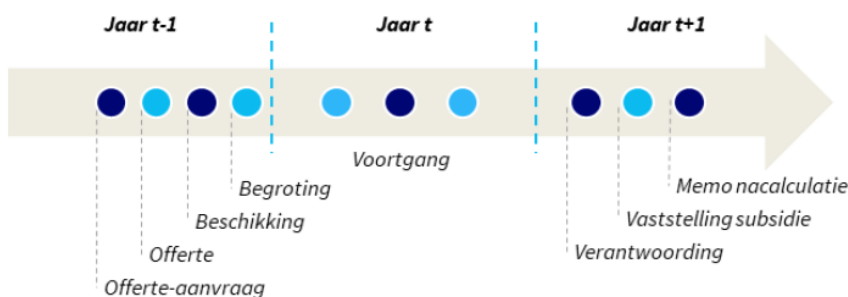 Jaar t-1
Jaar t
Jaar t+1
Voortgang
Begroting
Beschikking
Offerte
Offerte-aanvraag
Memo nacalculatie
Vaststelling subsidie
Verantwoording